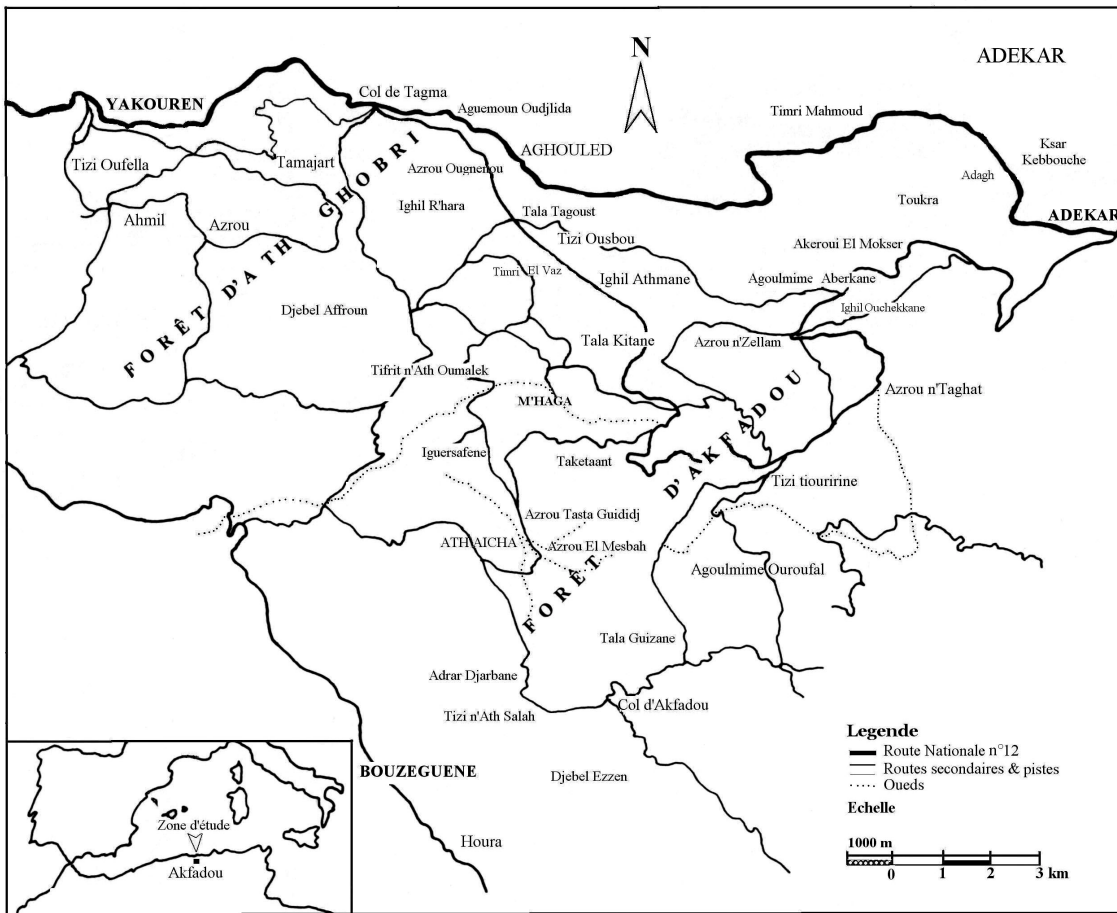 N
ADEKAR
Col de Tagma
YAKOUREN
Aguemoun Oudjlida
Timri Mahmoud
Ksar
Kebbouche
Tizi Oufella
Tamajart
AGHOULED
Azrou Ougnenou
Adagh
Toukra
Ighil R'hara
Ahmil
Azrou
Tala Tagoust
ADEKAR
Tizi Ousbou
Akeroui El Mokser
FORÊT D'ATH GHOBRI
Timri El Vaz
Ighil Athmane
Agoulmime Aberkane
Djebel Affroun
Ighil Ouchekkane
Tala Kitane
Azrou n'Zellam
Tifrit n'Ath Oumalek
Azrou n'Taghat
M'HAGA
Iguersafene
Taketaant
FORÊT D'AKFADOU
Tizi tiouririne
Azrou Tasta Guididj
ATH AICHA
Azrou El Mesbah
Agoulmime Ouroufal
Tala Guizane
Adrar Djarbane
Col d'Akfadou
Tizi n'Ath Salah
BOUZEGUENE
Djebel Ezzen
Houra
Zone d'étude
Akfadou
Legende
Route Nationale n°12
Routes secondaires & pistes
Oueds
Echelle
1000 m
0 1 2 3 km